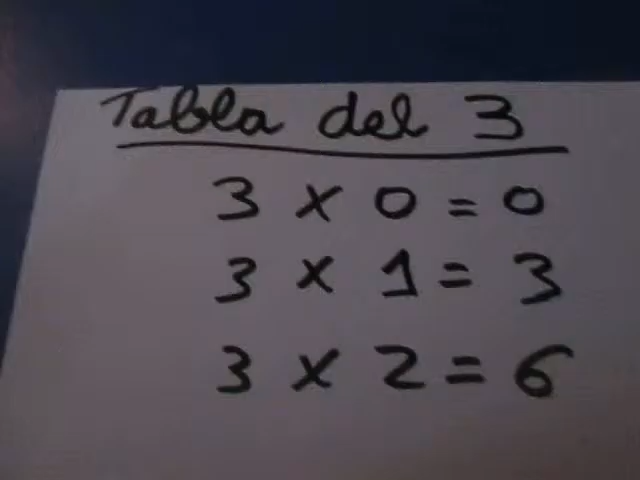 Tabla del 3
3 x 0 = 0
3 x 1 = 3
3 x 2 = 6